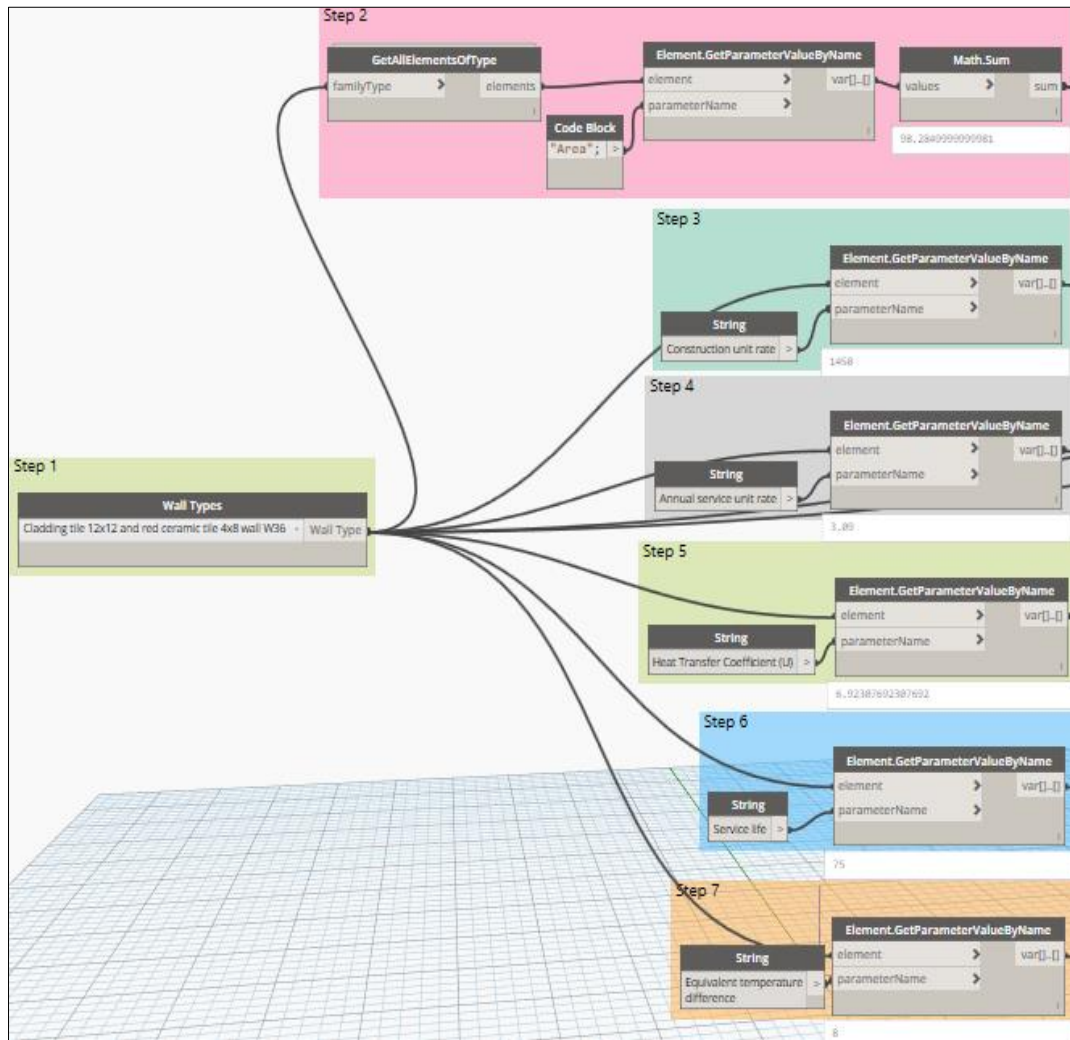 Step 2
GetAllElementsOfType
familyType > elements
Code Block
"Area"; >
Element.GetParameterValueByName
element > var[]..[]
parameterName >
Math.Sum
values > sum
98.2849999999981
Step 3
Element.GetParameterValueByName
element > var[]..[]
parameterName >
String
Construction unit rate >
1450
Step 4
Element.GetParameterValueByName
element > var[]..[]
parameterName >
String
Annual service unit rate >
3.09
Step 1
Wall Types
Cladding tile 12x12 and red ceramic tile 4x8 wall W36 Wall Type
Step 5
Element.GetParameterValueByName
element > var[]..[]
parameterName >
String
Heat Transfer Coefficient (U) >
6.92307692307692
Step 6
Element.GetParameterValueByName
element > var[]..[]
parameterName >
String
Service life >
75
Step 7
Element.GetParameterValueByName
element > var[]..[]
parameterName >
String
Equivalent temperature >
difference
8